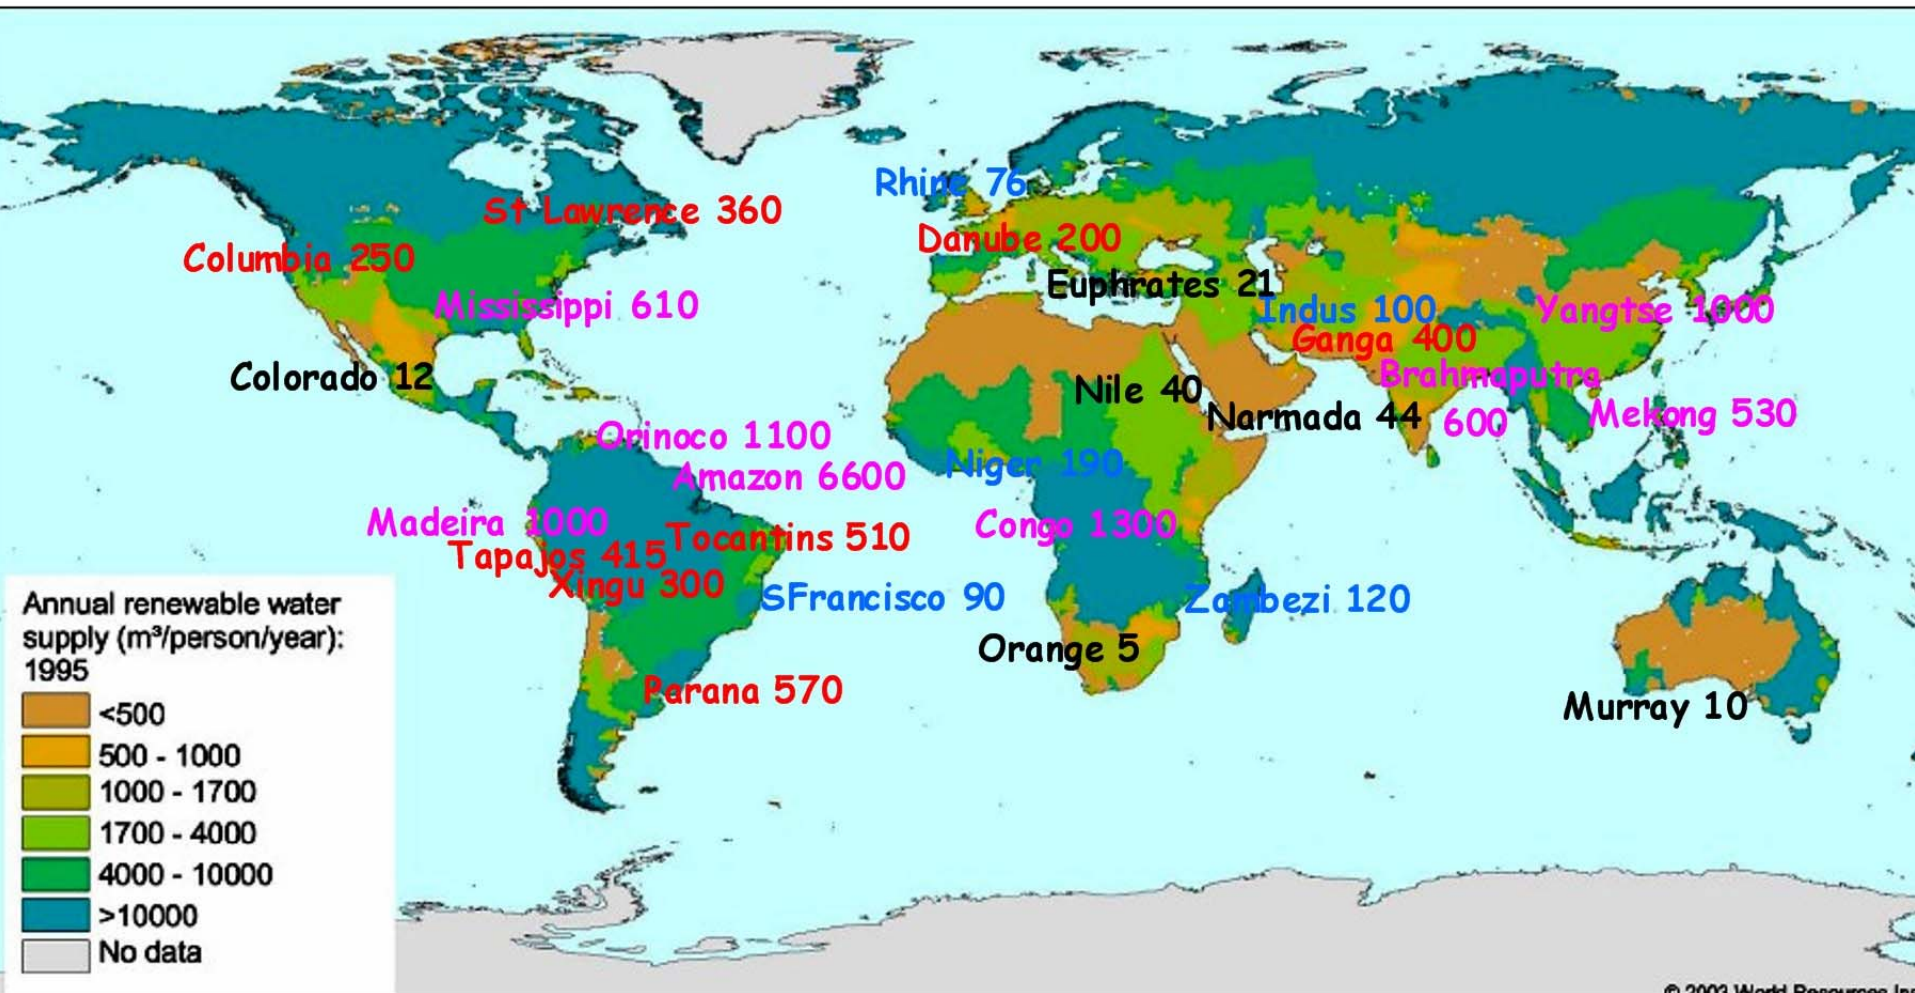 Rhine 76
St Lawrence 360
Danube 200
Columbia 250
Euphrates 21
Mississippi 610
Indus 100
Yangtse 1000
Ganga 400
Colorado 12
Nile 40
Brahmaputra
600
Narmada 44
Mekong 530
Orinoco 1100
Niger 190
Amazon 6600
Madeira 1000
Congo 1300
Tocantins 510
Tapajos 415
Xingu 300
SFrancisco 90
Zambezi 120
Orange 5
Parana 570
Murray 10
Annual renewable water
supply (m³/person/year):
1995
<500
500 - 1000
1000 - 1700
1700 - 4000
4000 - 10000
>10000
No data
© 2003 World Resources